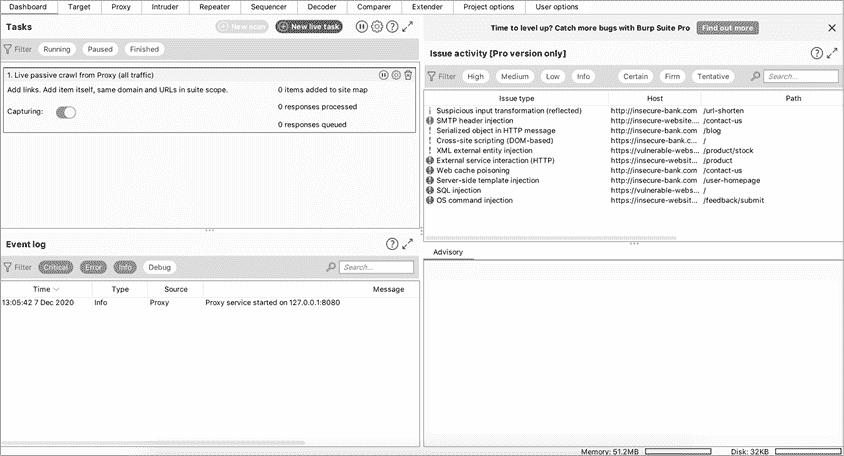 Dashboard Target Proxy Intruder Repeater Sequencer Decoder Comparer Extender Project options User options
Tasks
New scan
New live task
Filter Running Paused Finished
1. Live passive crawl from Proxy (all traffic)
Add links. Add item itself, same domain and URLs in suite scope.
Capturing:
0 items added to site map
0 responses processed
0 responses queued
Event log
Filter Critical Error Info Debug Search...
Time Type Source Message
13:05:42 7 Dec 2020 Info Proxy Proxy service started on 127.0.0.1:8080
Time to level up? Catch more bugs with Burp Suite Pro Find out more
Issue activity [Pro version only]
Filter High Medium Low Info Certain Firm Tentative Search...
Issue type Host Path
Suspicious input transformation (reflected) http://insecure-bank.com /url-shorten
SMTP header injection http://insecure-website... /contact-us
Serialized object in HTTP message http://insecure-bank.com /blog
Cross-site scripting (DOM-based) https://insecure-bank.c... /
XML external entity injection https://vulnerable-webs... /product/stock
External service interaction (HTTP) https://insecure-websit... /product
Web cache poisoning http://insecure-bank.com /contact-us
Server-side template injection http://insecure-bank.com /user-homepage
SQL injection https://vulnerable-webs... /
OS command injection https://insecure-websit... /feedback/submit
Advisory
Memory: 51.2MB Disk: 32KB